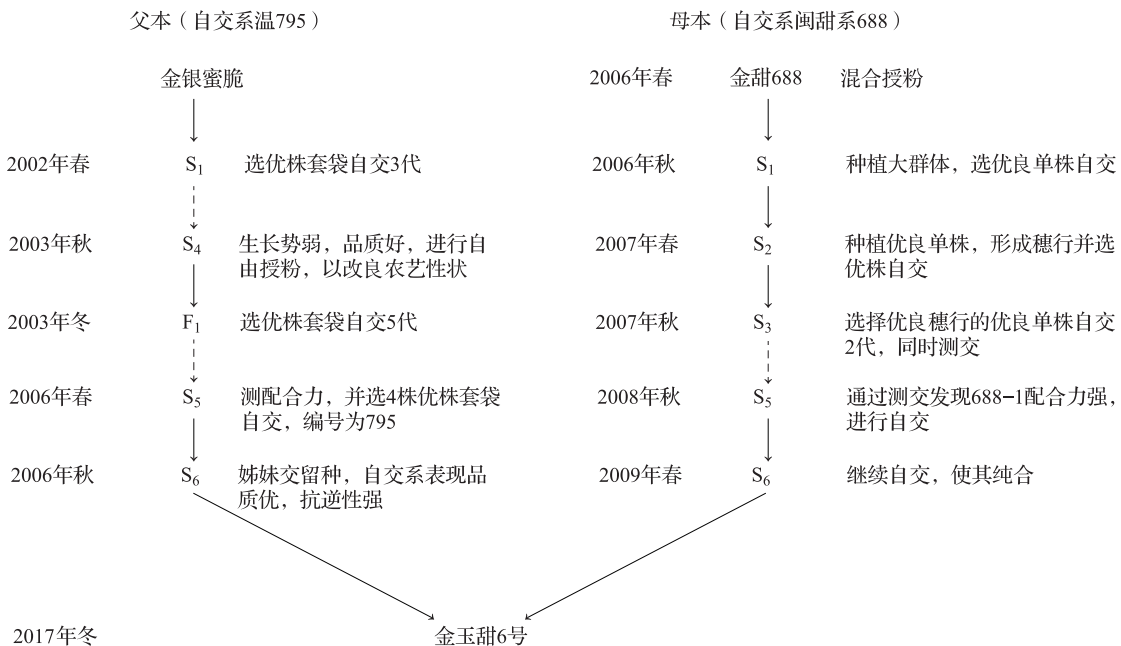 父本（自交系温795）
金银蜜脆
2002年春 S1 选优株套袋自交3代
2003年秋 S4 生长势弱，品质好，进行自
由授粉，以改良农艺性状
2003年冬 F1 选优株套袋自交5代
2006年春 S5 测配合力，并选4株优株套袋
自交，编号为795
2006年秋 S6 姊妹交留种，自交系表现品
质优，抗逆性强
母本（自交系闽甜系688）
2006年春 金甜688 混合授粉
2006年秋 S1 种植大群体，选优良单株自交
2007年春 S2 种植优良单株，形成穗行并选
优株自交
2007年秋 S3 选择优良穗行的优良单株自交
2代，同时测交
2008年秋 S5 通过测交发现688−1配合力强，
进行自交
2009年春 S6 继续自交，使其纯合
2017年冬 金玉甜6号